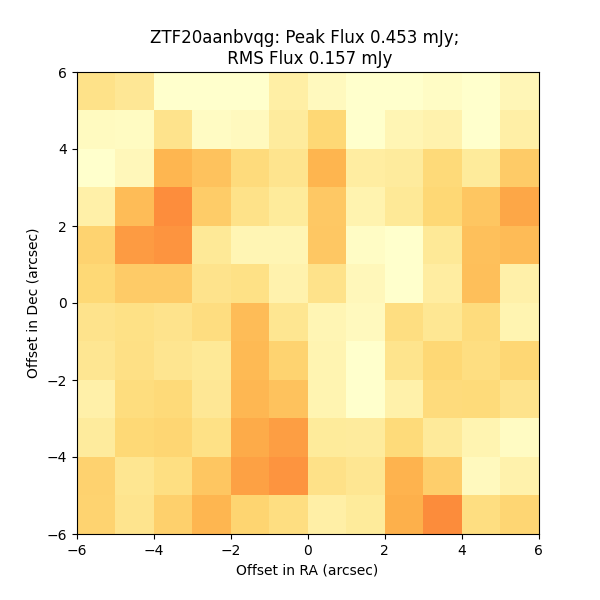 ZTF20aanbvqg: Peak Flux 0.453 mJy;
RMS Flux 0.157 mJy
6
4
2
0
−2
−4
−6
Offset in Dec (arcsec)
−6 −4 −2 0 2 4 6
Offset in RA (arcsec)